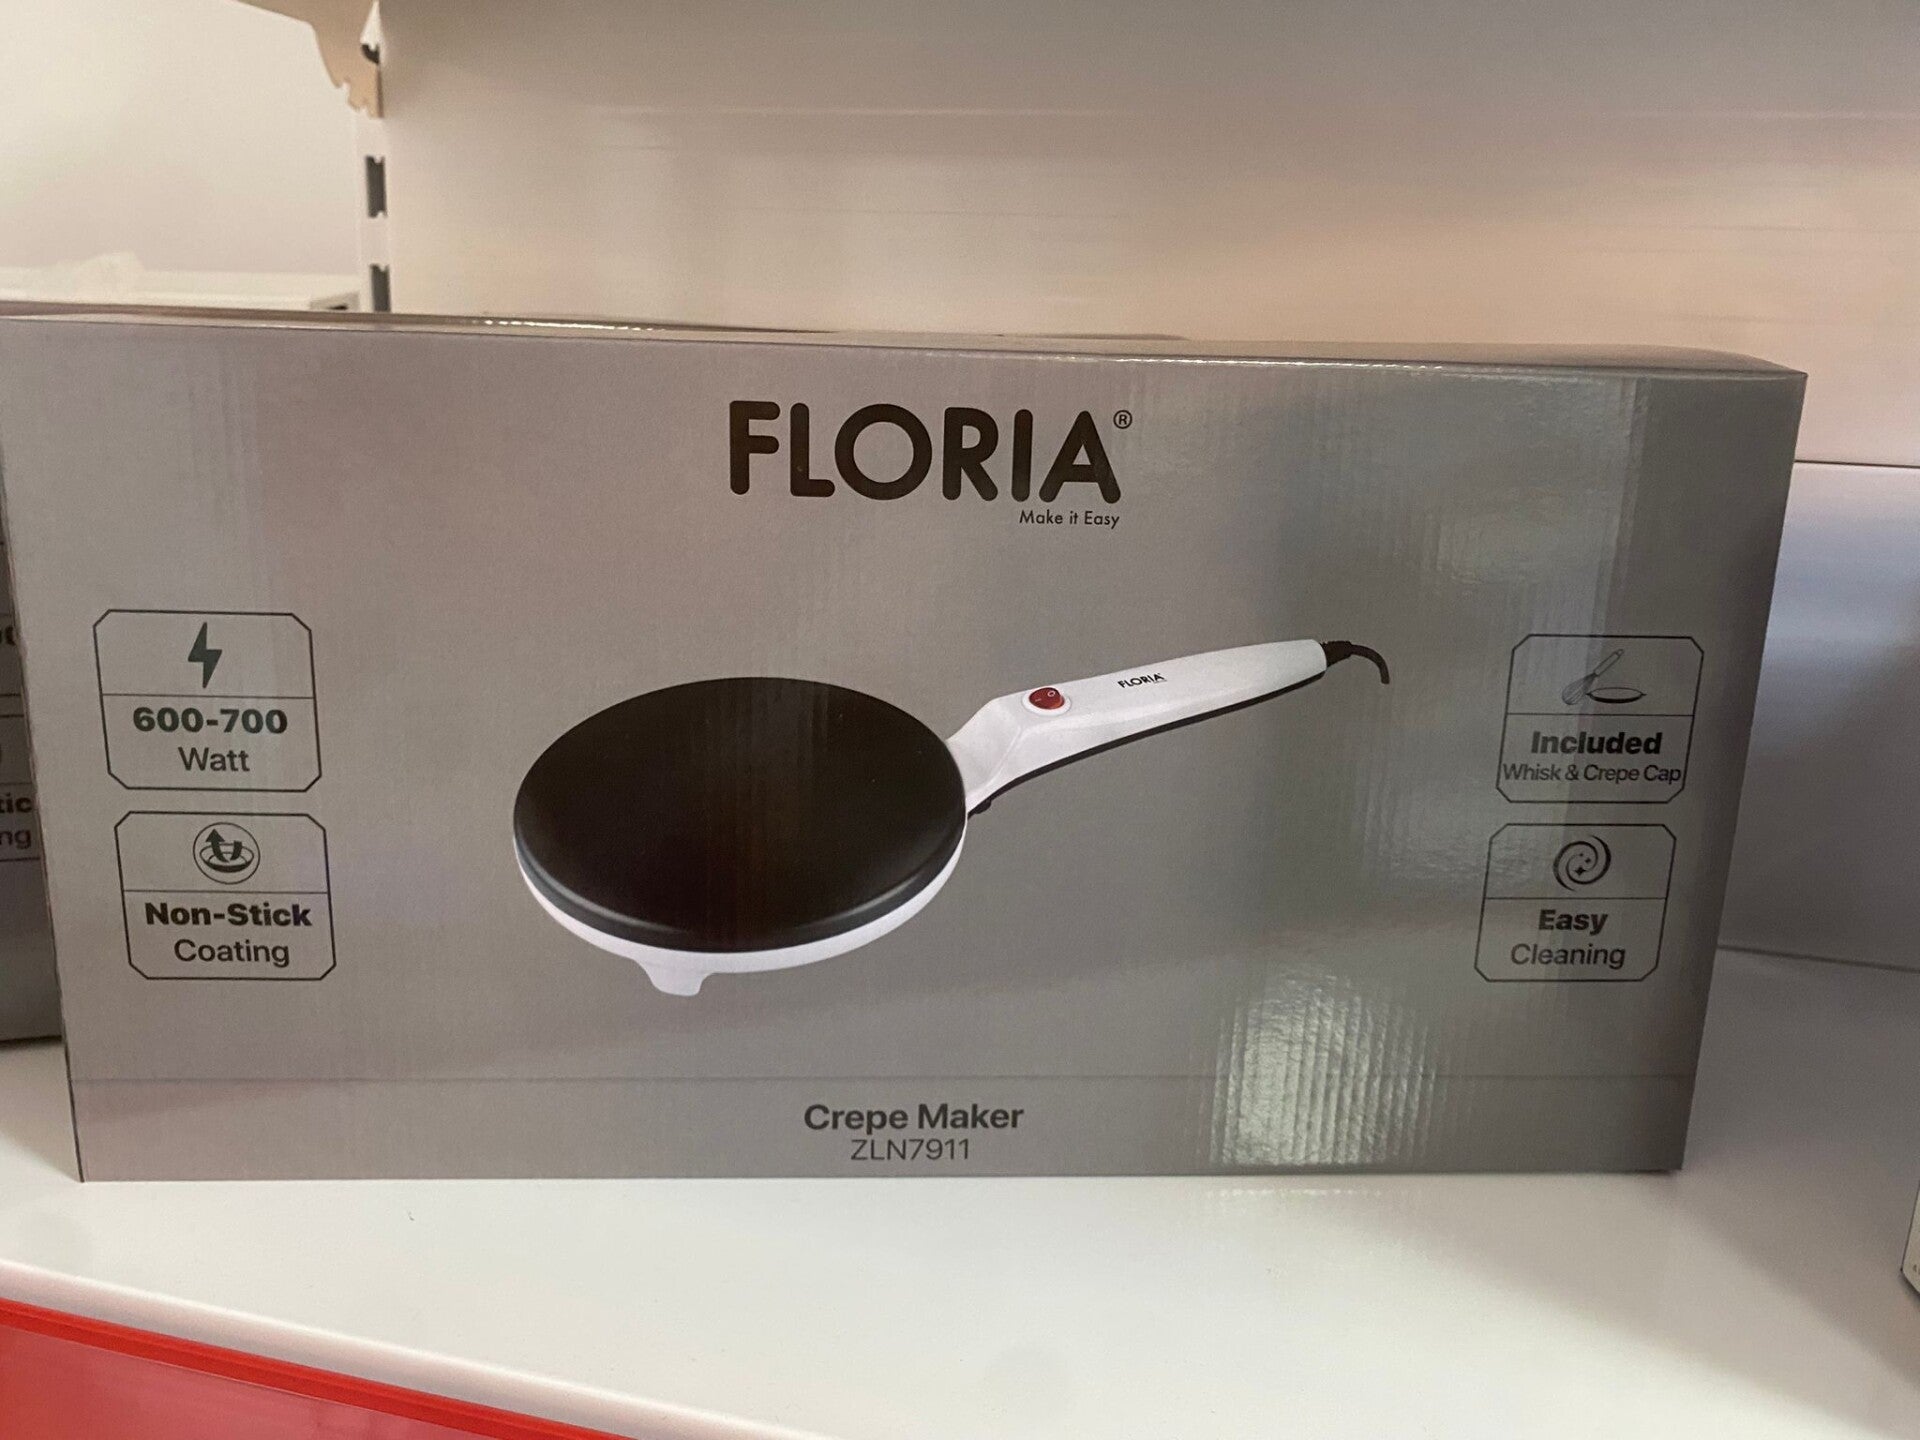 FLORIA®
Make it Easy
600-700
Watt
Non-Stick
Coating
FLORIA
Included
Whisk & Crepe Cap
Easy
Cleaning
Crepe Maker
ZLN7911